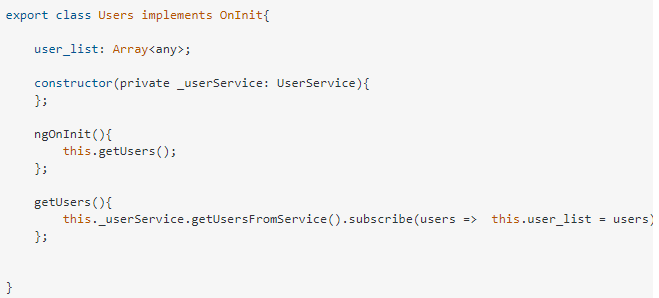 export class Users implements OnInit{
user_list: Array<any>;
constructor(private _userService: UserService){
};
ngOnInit(){
this.getUsers();
};
getUsers(){
this._userService.getUsersFromService().subscribe(users =>  this.user_list = users)
};
}